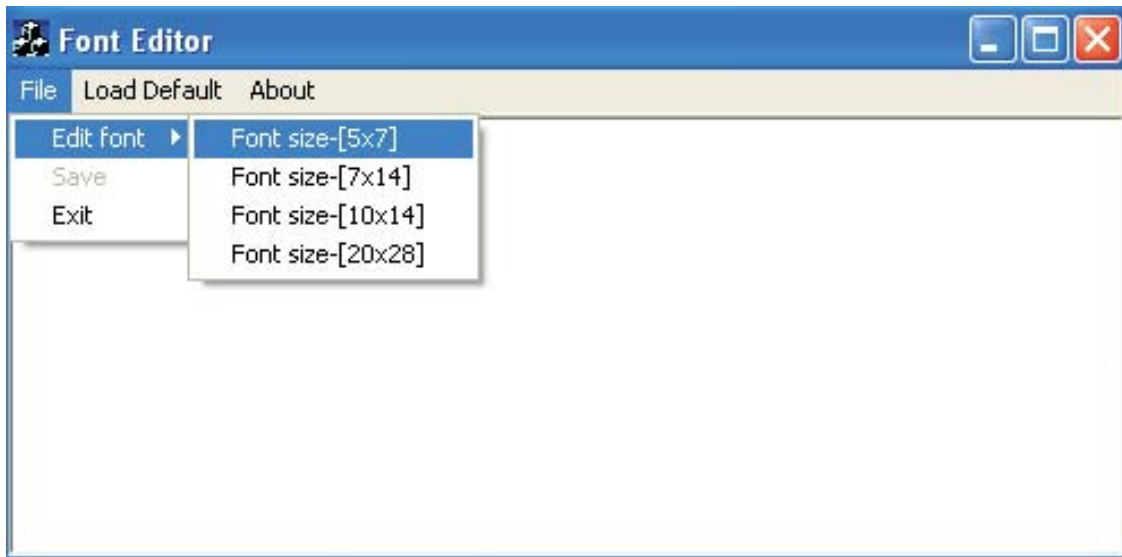 Font Editor
File Load Default About
Edit font
Save
Exit
Font size-[5x7]
Font size-[7x14]
Font size-[10x14]
Font size-[20x28]